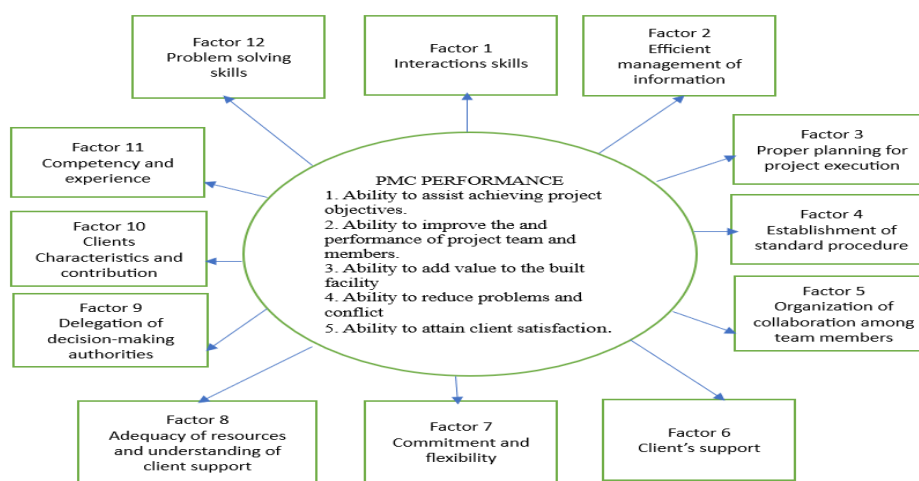 Factor 12
Problem solving
skills
Factor 1
Interactions skills
Factor 2
Efficient
management of
information
Factor 11
Competency and
experience
Factor 3
Proper planning for
project execution
Factor 10
Clients
Characteristics and
contribution
Factor 4
Establishment of
standard procedure
Factor 9
Delegation of
decision-making
authorities
Factor 5
Organization of
collaboration among
team members
PMC PERFORMANCE
1. Ability to assist achieving project
objectives.
2. Ability to improve the and
performance of project team and
members.
3. Ability to add value to the built
facility
4. Ability to reduce problems and
conflict
5. Ability to attain client satisfaction.
Factor 8
Adequacy of resources
and understanding of
client support
Factor 7
Commitment and
flexibility
Factor 6
Client’s support